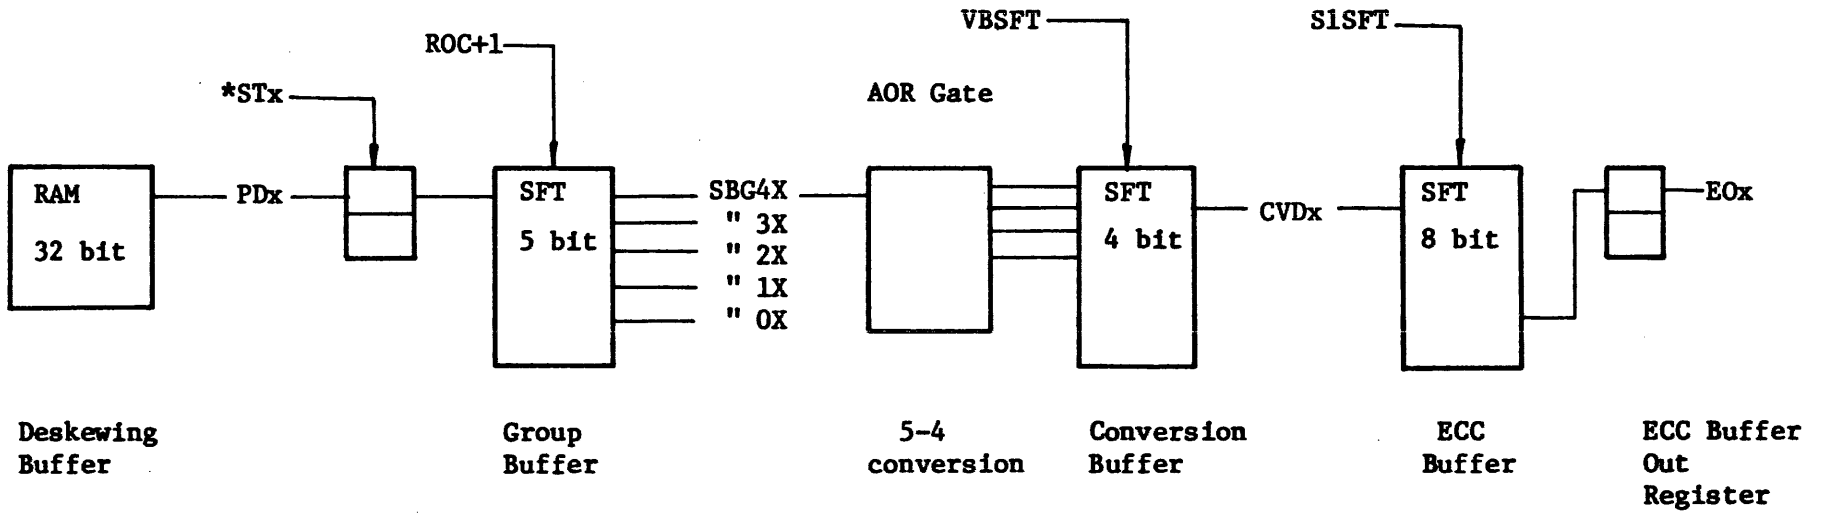 VBSFT
S1SFT
ROC+1
*STx
AOR Gate
RAM
32 bit
PDx
SFT
5 bit
SBG4X
" 3X
" 2X
" 1X
" 0X
SFT
4 bit
CVDx
SFT
8 bit
EOx
Deskewing
Buffer
Group
Buffer
5-4
conversion
Conversion
Buffer
ECC
Buffer
ECC Buffer
Out
Register